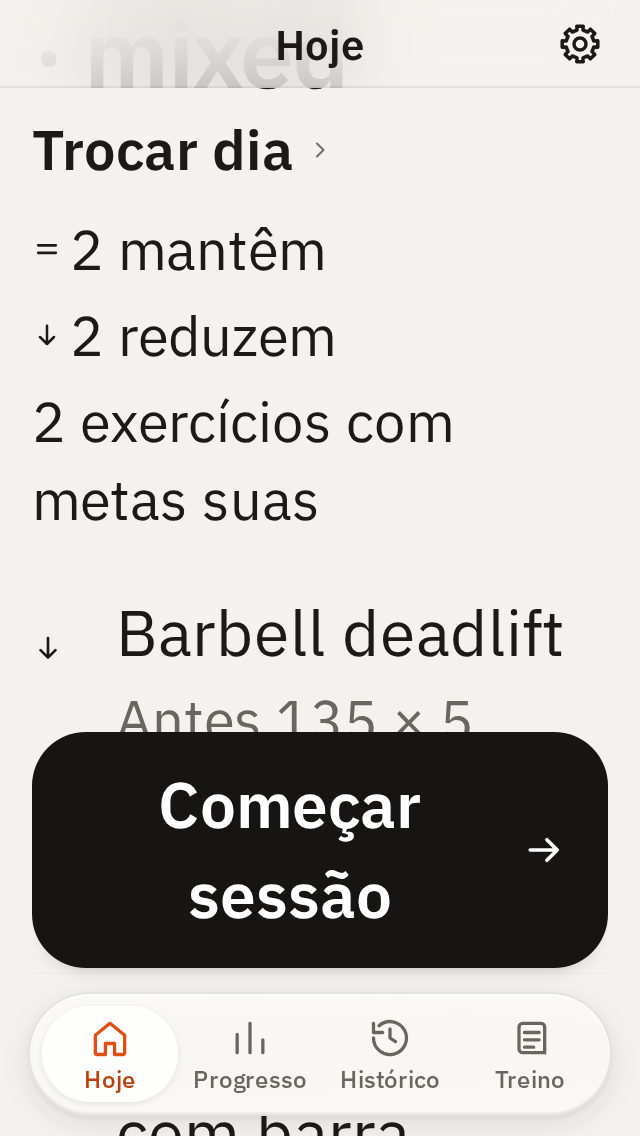 Hoje
• mixed
Trocar dia ›
= 2 mantêm
↓ 2 reduzem
2 exercícios com
metas suas
↓ Barbell deadlift
Antes 135 × 5
Começar
sessão →
Hoje
Progresso
Histórico
Treino
com barra